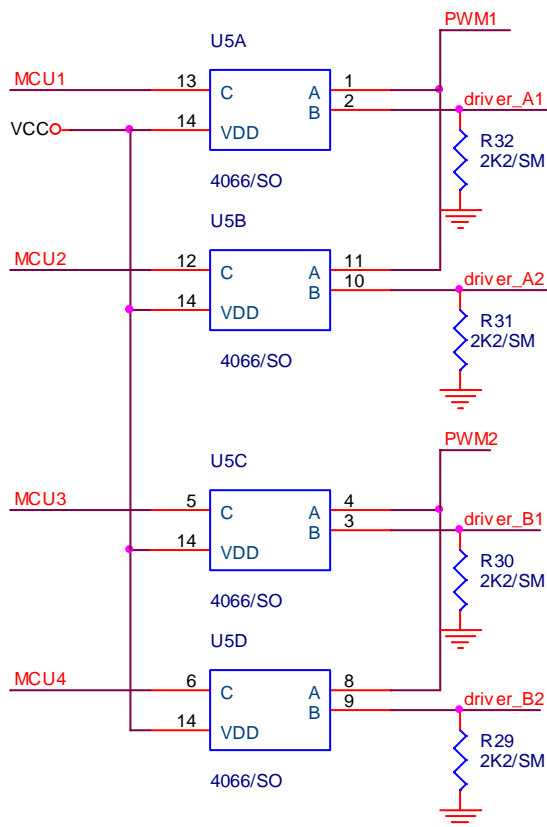 PWM1
U5A
MCU1 13 C A 1
B 2 driver_A1
VCC 14 VDD
R32
2K2/SM
4066/SO
U5B
MCU2 12 C A 11
B 10 driver_A2
14 VDD
R31
2K2/SM
4066/SO
PWM2
U5C
MCU3 5 C A 4
B 3 driver_B1
14 VDD
R30
2K2/SM
4066/SO
U5D
MCU4 6 C A 8
B 9 driver_B2
14 VDD
R29
2K2/SM
4066/SO